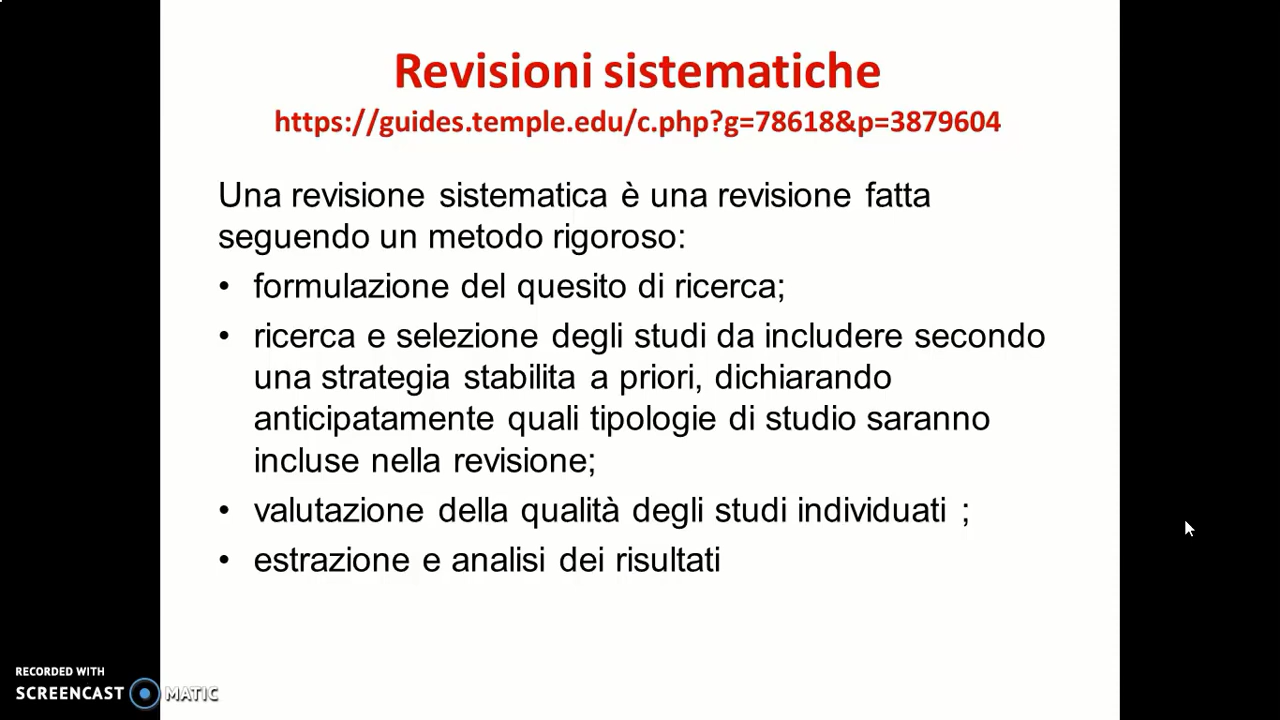 Revisioni sistematiche
https://guides.temple.edu/c.php?g=78618&p=3879604
Una revisione sistematica è una revisione fatta
seguendo un metodo rigoroso:
• formulazione del quesito di ricerca;
• ricerca e selezione degli studi da includere secondo
una strategia stabilita a priori, dichiarando
anticipatamente quali tipologie di studio saranno
incluse nella revisione;
• valutazione della qualità degli studi individuati ;
• estrazione e analisi dei risultati
RECORDED WITH
SCREENCAST MATIC